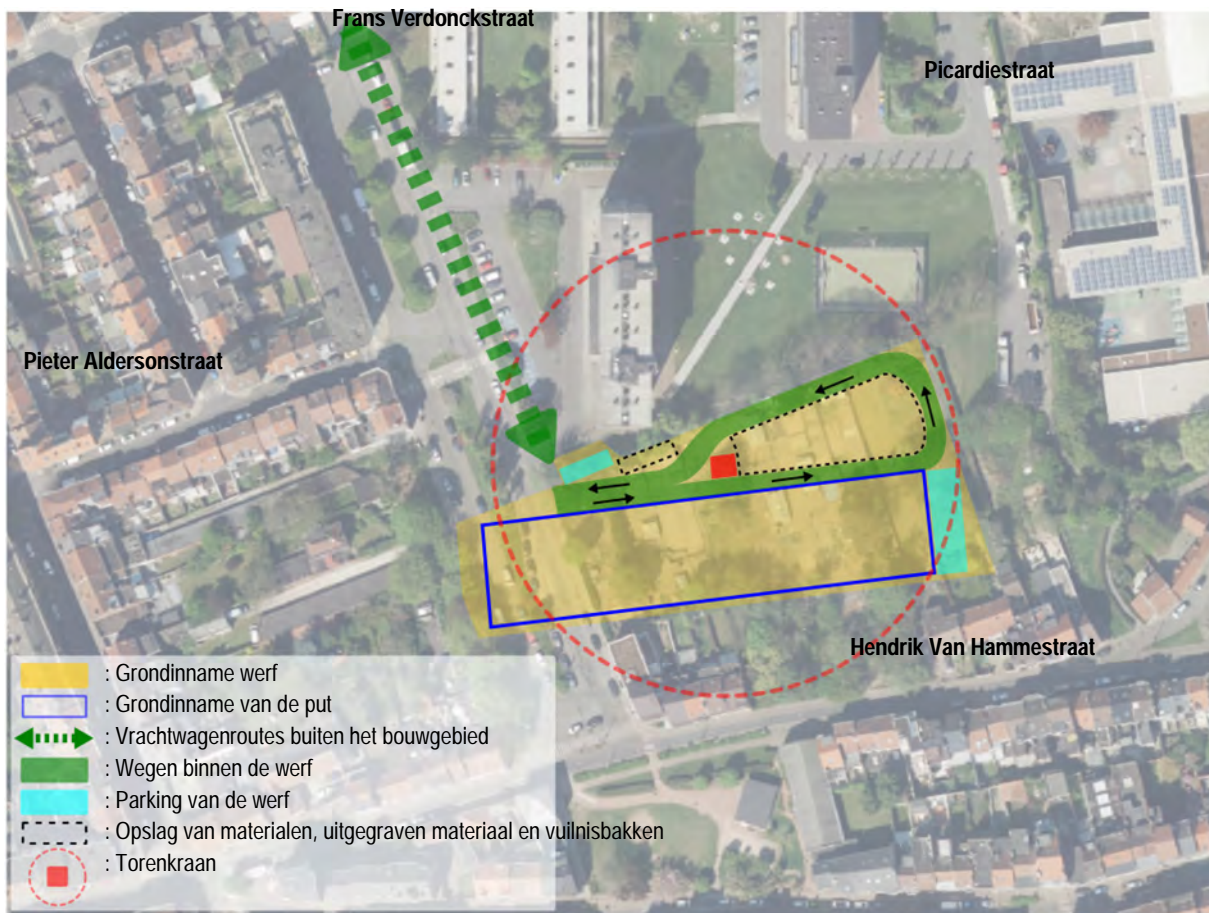 Frans Verdonckstraat
Picardiestraat
Pieter Aldersonstraat
Hendrik Van Hammestraat
: Grondinname werf
: Grondinname van de put
: Vrachtwagenroutes buiten het bouwgebied
: Wegen binnen de werf
: Parking van de werf
: Opslag van materialen, uitgegraven materiaal en vuilnisbakken
: Torenkraan